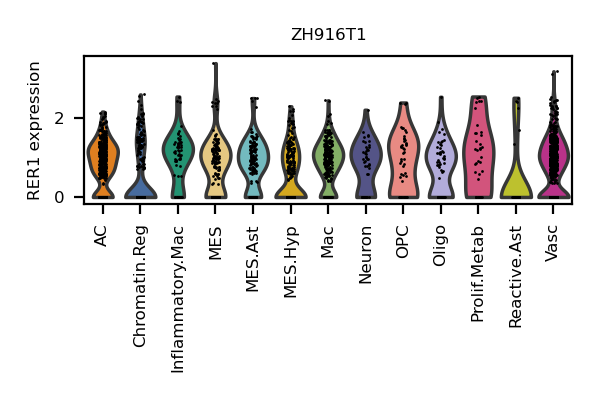 ZH916T1
RER1 expression
2
0
AC
Chromatin.Reg
Inflammatory.Mac
MES
MES.Ast
MES.Hyp
Mac
Neuron
OPC
Oligo
Prolif.Metab
Reactive.Ast
Vasc